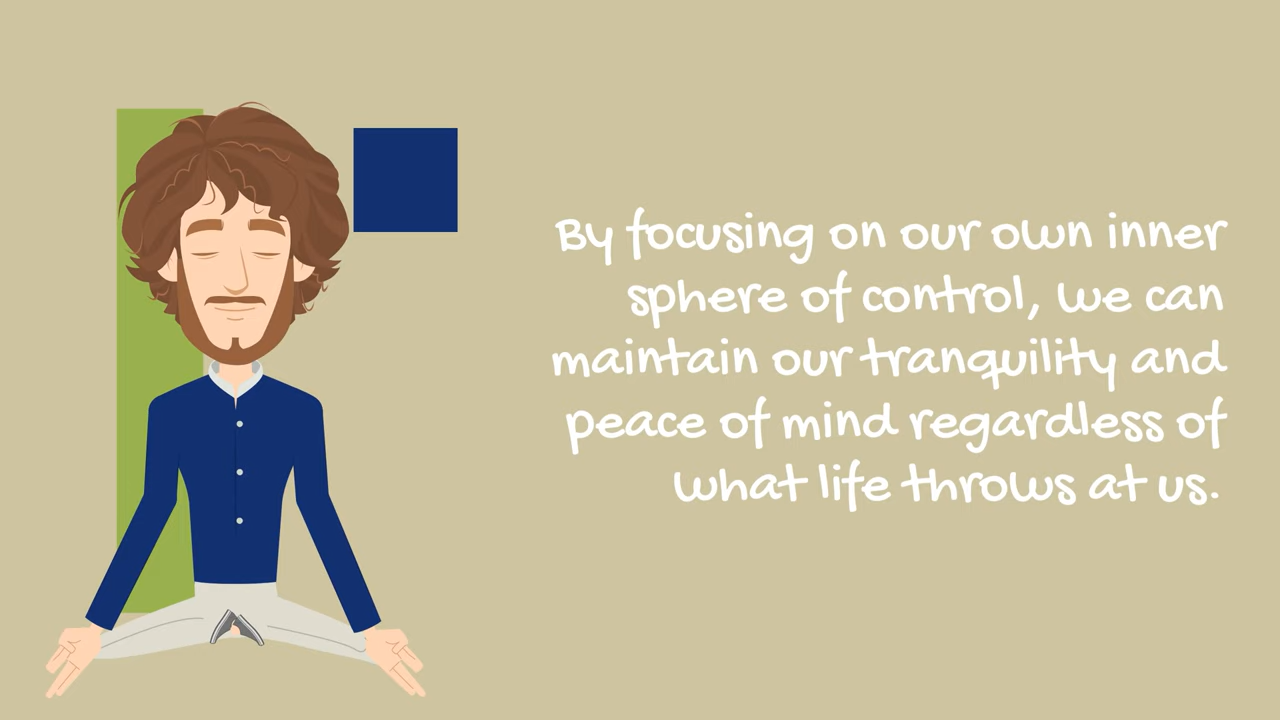 By focusing on our own inner
sphere of control, we can
maintain our tranquility and
peace of mind regardless of
what life throws at us.